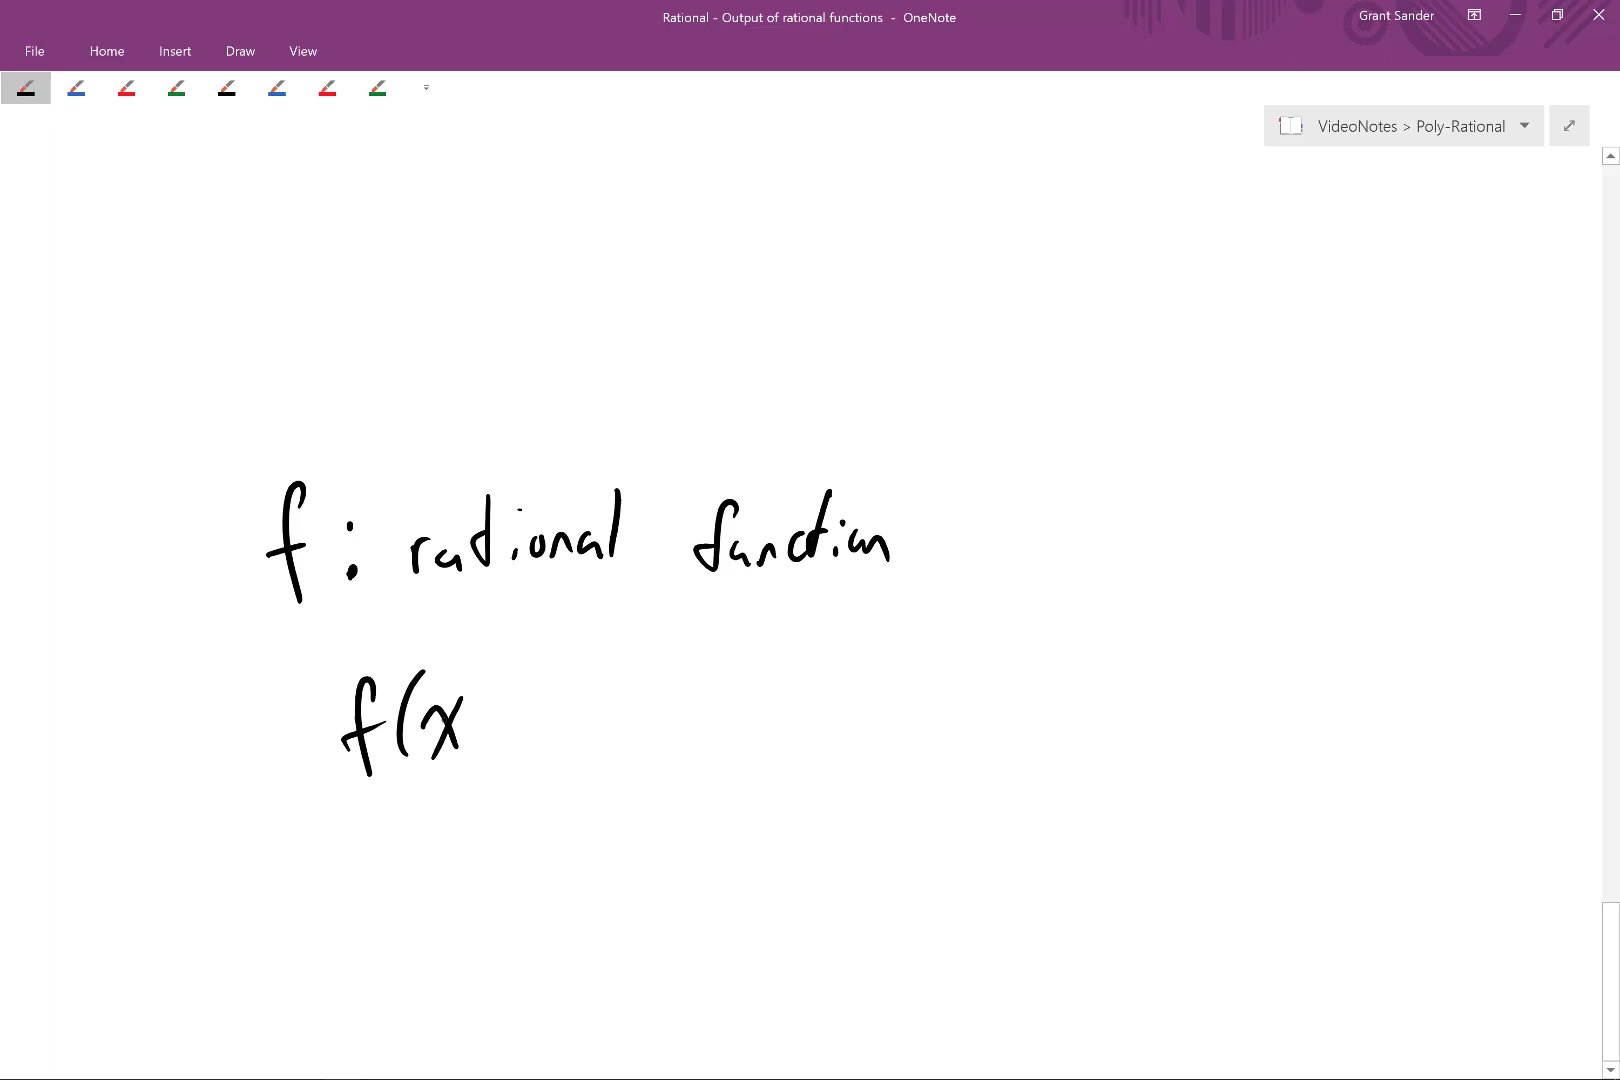 Rational - Output of rational functions - OneNote
Grant Sander
File Home Insert Draw View
VideoNotes > Poly-Rational
f : rational function
f(x